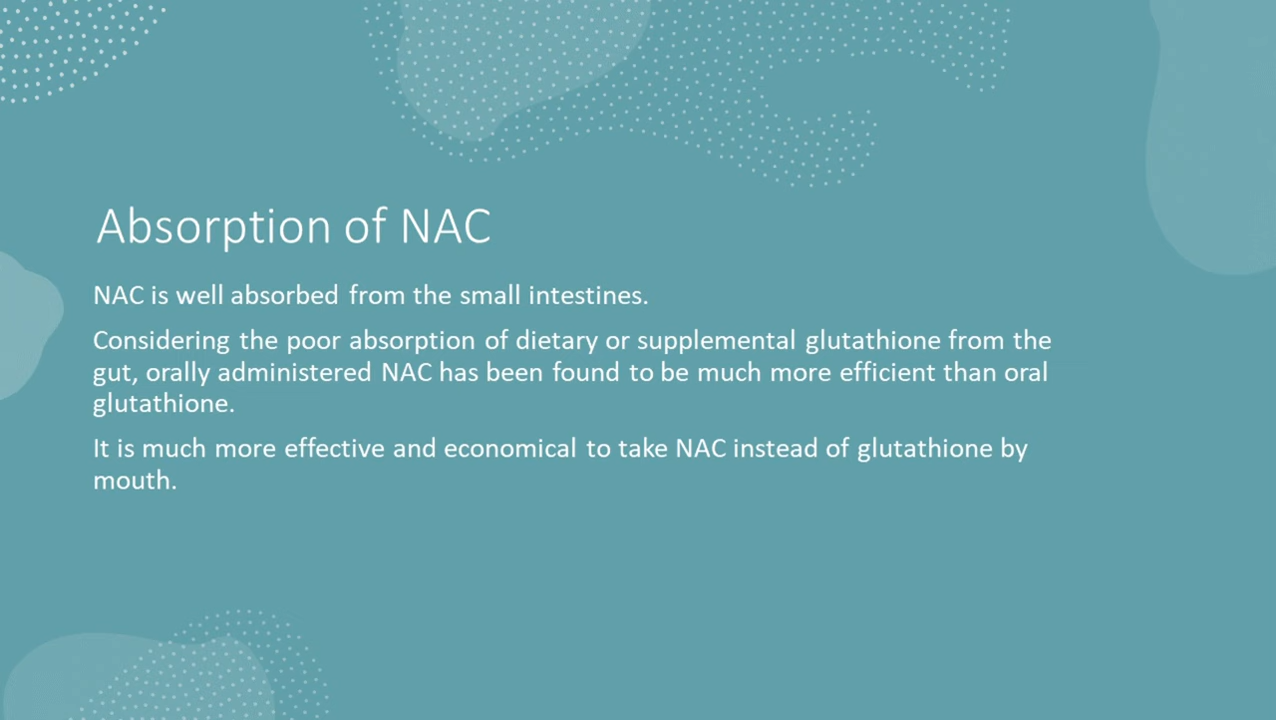 Absorption of NAC
NAC is well absorbed from the small intestines.
Considering the poor absorption of dietary or supplemental glutathione from the
gut, orally administered NAC has been found to be much more efficient than oral
glutathione.
It is much more effective and economical to take NAC instead of glutathione by
mouth.